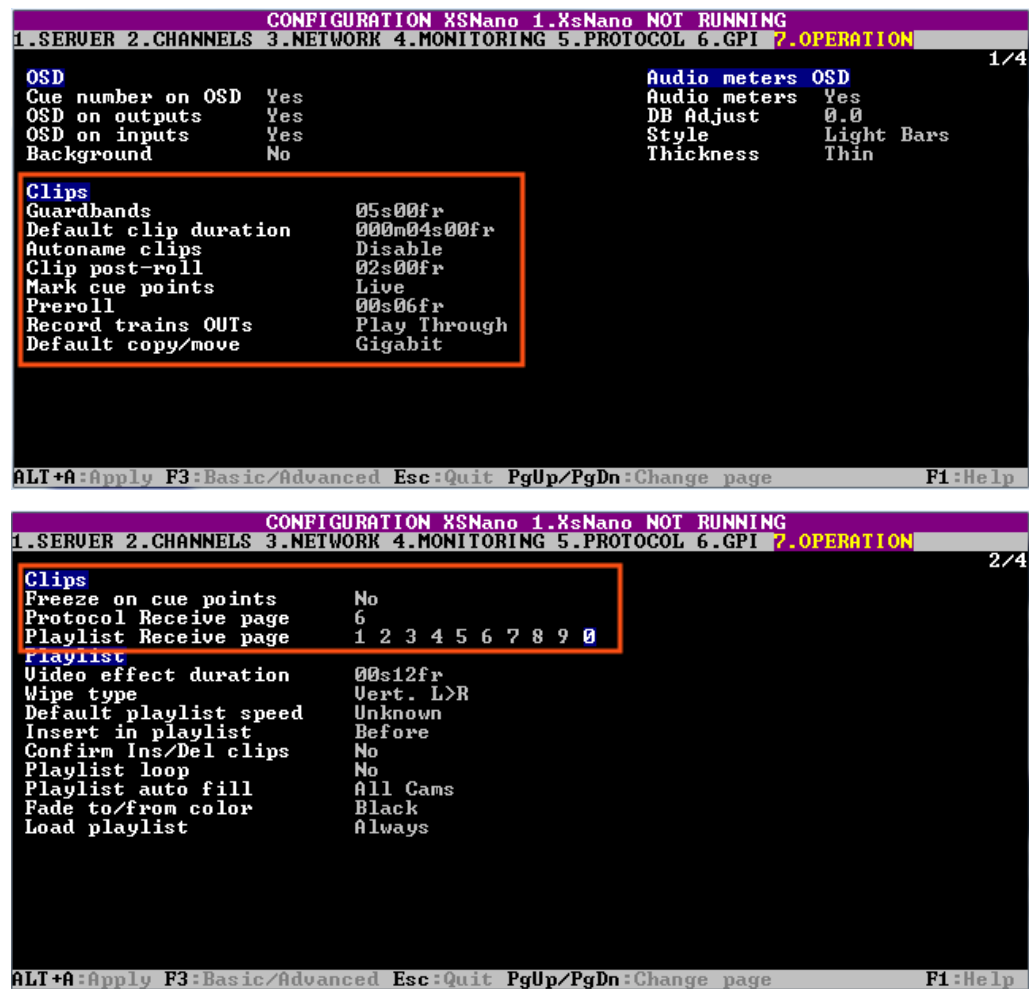 CONFIGURATION XSNano 1.XsNano NOT RUNNING
1.SERVER 2.CHANNELS 3.NETWORK 4.MONITORING 5.PROTOCOL 6.GPI 7.OPERATION
1/4
OSD
Cue number on OSD Yes
OSD on outputs Yes
OSD on inputs Yes
Background No
Audio meters OSD
Audio meters Yes
DB Adjust 0.0
Style Light Bars
Thickness Thin
Clips
Guardbands 05s00fr
Default clip duration 000m04s00fr
Autoname clips Disable
Clip post-roll 02s00fr
Mark cue points Live
Preroll 00s06fr
Record trains OUTs Play Through
Default copy/move Gigabit
ALT+A:Apply F3:Basic/Advanced Esc:Quit PgUp/PgDn:Change page F1:Help
CONFIGURATION XSNano 1.XsNano NOT RUNNING
1.SERVER 2.CHANNELS 3.NETWORK 4.MONITORING 5.PROTOCOL 6.GPI 7.OPERATION
2/4
Clips
Freeze on cue points No
Protocol Receive page 6
Playlist Receive page 1 2 3 4 5 6 7 8 9 0
Playlist
Video effect duration 00s12fr
Wipe type Vert. L>R
Default playlist speed Unknown
Insert in playlist Before
Confirm Ins/Del clips No
Playlist loop No
Playlist auto fill All Cams
Fade to/from color Black
Load playlist Always
ALT+A:Apply F3:Basic/Advanced Esc:Quit PgUp/PgDn:Change page F1:Help